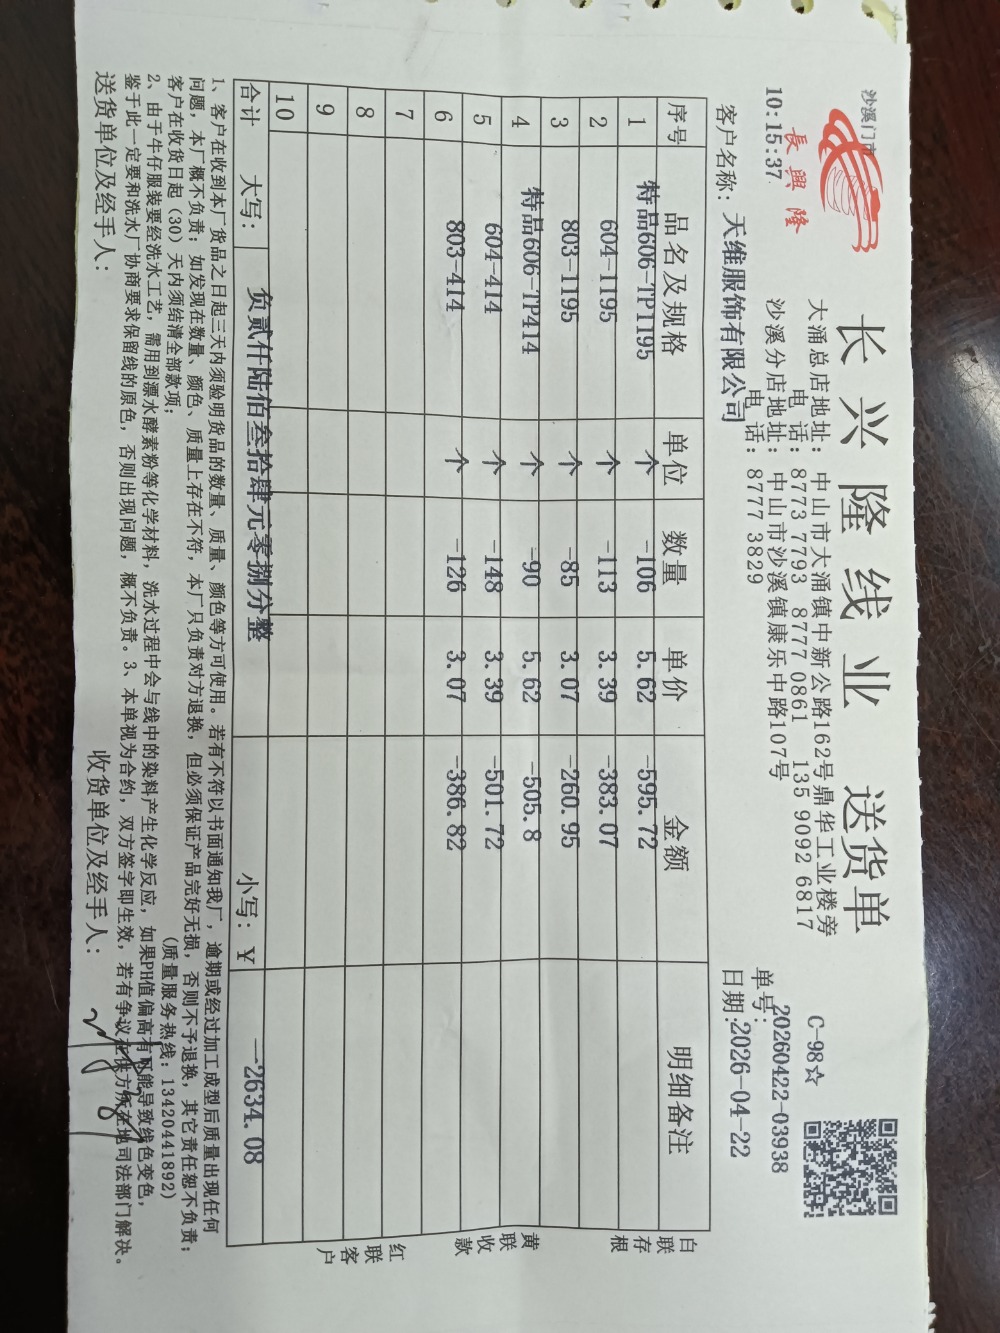 沙溪门市
長興隆
10:15:37
长兴隆线业 送货单
大涌总店地址: 中山市大涌镇中新公路162号鼎华工业楼旁
电 话: 8773 7793 8777 0861 135 9092 6817
沙溪分店地址: 中山市沙溪镇康乐中路107号
电 话: 8777 3829
C-98☆
单号: 20260422-03938
客户名称: 天维服饰有限公司 日期:2026-04-22
序号 品名及规格 单位 数量 单价 金额 明细备注
1 特品606-TP1195 个 -106 5.62 -595.72
2 604-1195 个 -113 3.39 -383.07
3 803-1195 个 -85 3.07 -260.95
4 特品606-TP414 个 -90 5.62 -505.8
5 604-414 个 -148 3.39 -501.72
6 803-414 个 -126 3.07 -386.82
7
8
9
10
合计 大写: 负贰仟陆佰叁拾肆元零捌分整 小写: ¥ -2634.08
白联存根
黄联收款
红联客户
1、客户在收到本厂货品之日起三天内须验明货品的数量、质量、颜色等方可使用。若有不符以书面通知我厂，逾期或经过加工成型后质量出现任何
问题，本厂概不负责；如发现在数量、颜色、质量上存在不符，本厂只负责对方退换，但必须保证产品完好无损，否则不予退换，其它责任恕不负责；
客户在收货日起（30）天内须结清全部款项； (质量服务热线: 13420441892)
2、由于牛仔服装要经洗水工艺，需用到漂水酵素粉等化学材料，洗水过程中会与线中的染料产生化学反应，如果PH值偏高有可能导致线色变色，
鉴于此一定要和洗水厂协商要求保留线的原色，否则出现问题，概不负责。3、本单视为合约，双方签字即生效，若有争议在供方所在地司法部门解决。
送货单位及经手人: 收货单位及经手人: